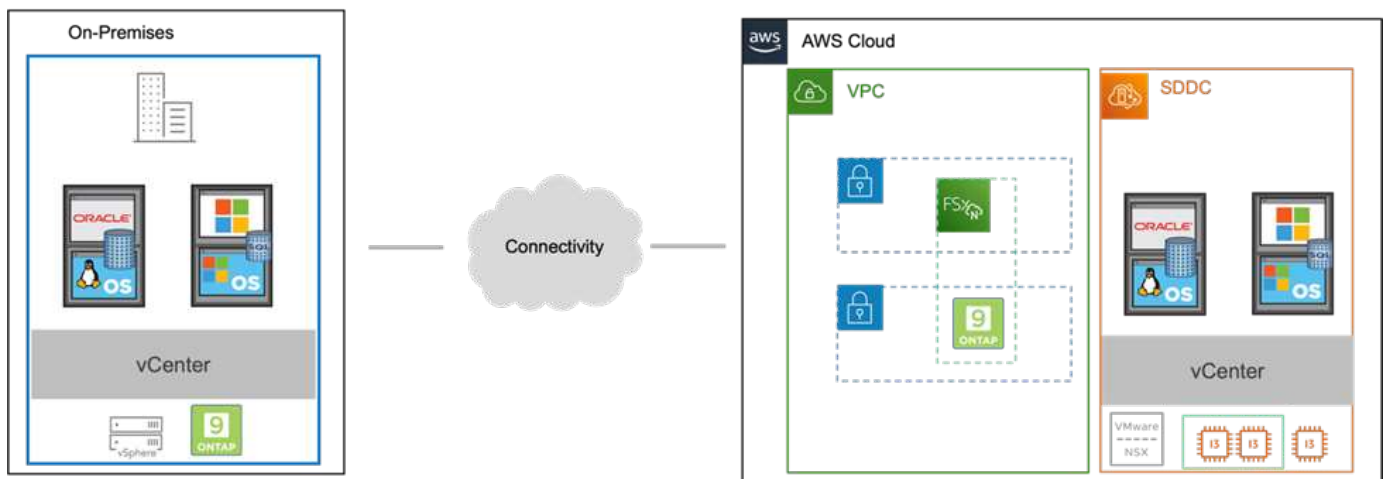 On-Premises
ORACLE
OS
SQL
OS
vCenter
vSphere
9
ONTAP
Connectivity
aws
AWS Cloud
VPC
FSx
N
9
ONTAP
SDDC
ORACLE
OS
SQL
OS
vCenter
VMware
NSX
I3
I3
I3